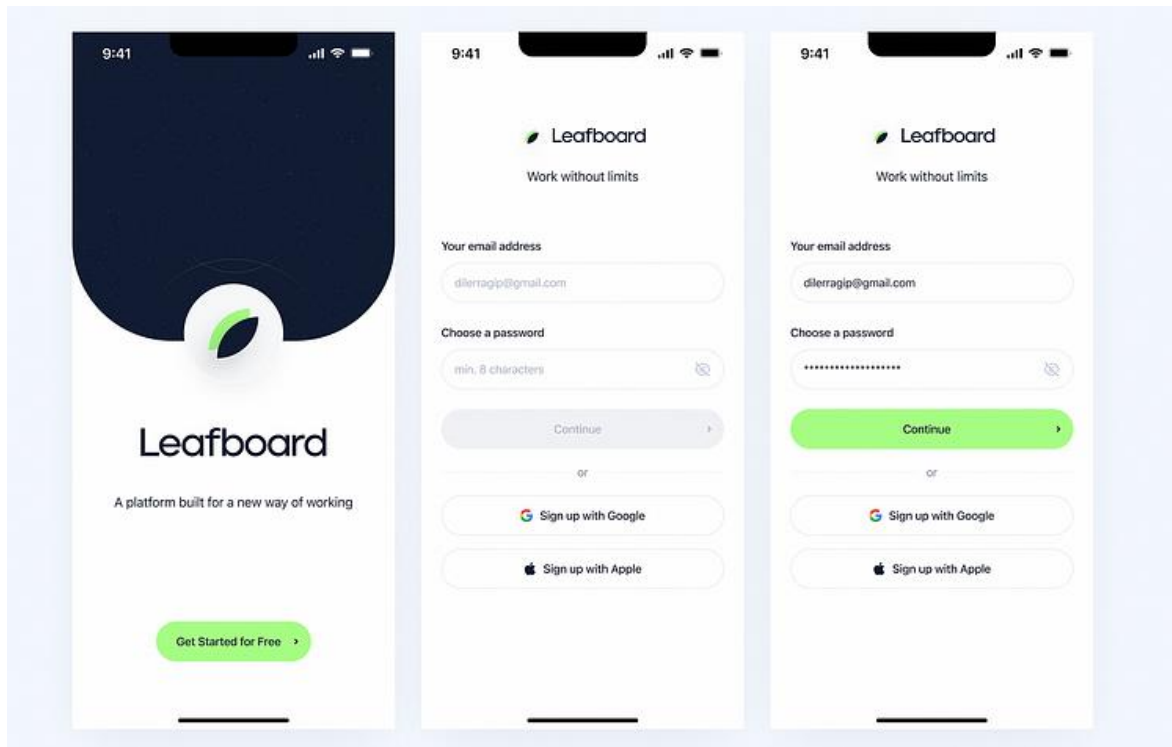 9:41
Leafboard
A platform built for a new way of working
Get Started for Free
9:41
Leafboard
Work without limits
Your email address
dilerragip@gmail.com
Choose a password
min. 8 characters
Continue
or
Sign up with Google
Sign up with Apple
9:41
Leafboard
Work without limits
Your email address
dilerragip@gmail.com
Choose a password
Continue
or
Sign up with Google
Sign up with Apple